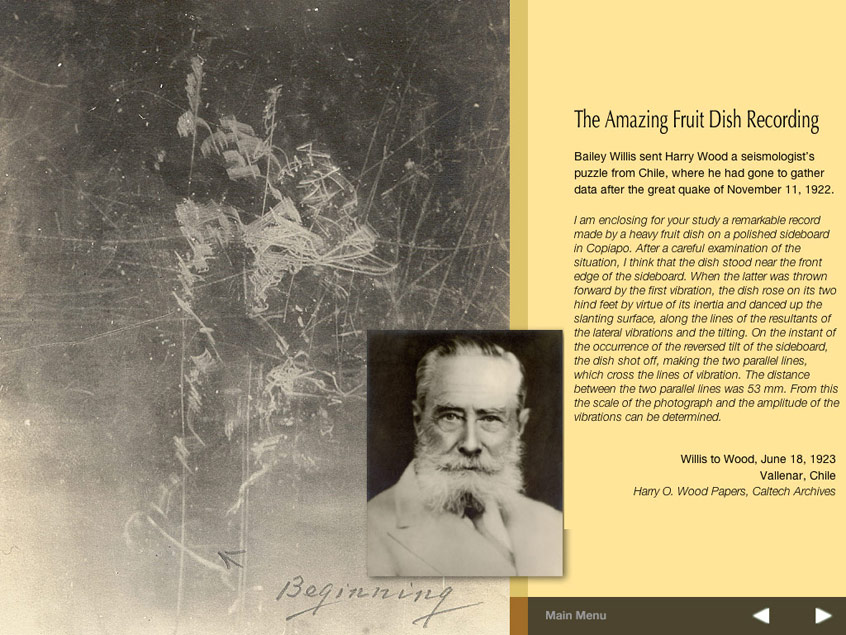 The Amazing Fruit Dish Recording
Bailey Willis sent Harry Wood a seismologist's
puzzle from Chile, where he had gone to gather
data after the great quake of November 11, 1922.
I am enclosing for your study a remarkable record
made by a heavy fruit dish on a polished sideboard
in Copiapo. After a careful examination of the
situation, I think that the dish stood near the front
edge of the sideboard. When the latter was thrown
forward by the first vibration, the dish rose on its two
hind feet by virtue of its inertia and danced up the
slanting surface, along the lines of the resultants of
the lateral vibrations and the tilting. On the instant of
the occurrence of the reversed tilt of the sideboard,
the dish shot off, making the two parallel lines,
which cross the lines of vibration. The distance
between the two parallel lines was 53 mm. From this
the scale of the photograph and the amplitude of the
vibrations can be determined.
Willis to Wood, June 18, 1923
Vallenar, Chile
Harry O. Wood Papers, Caltech Archives
Beginning
Main Menu